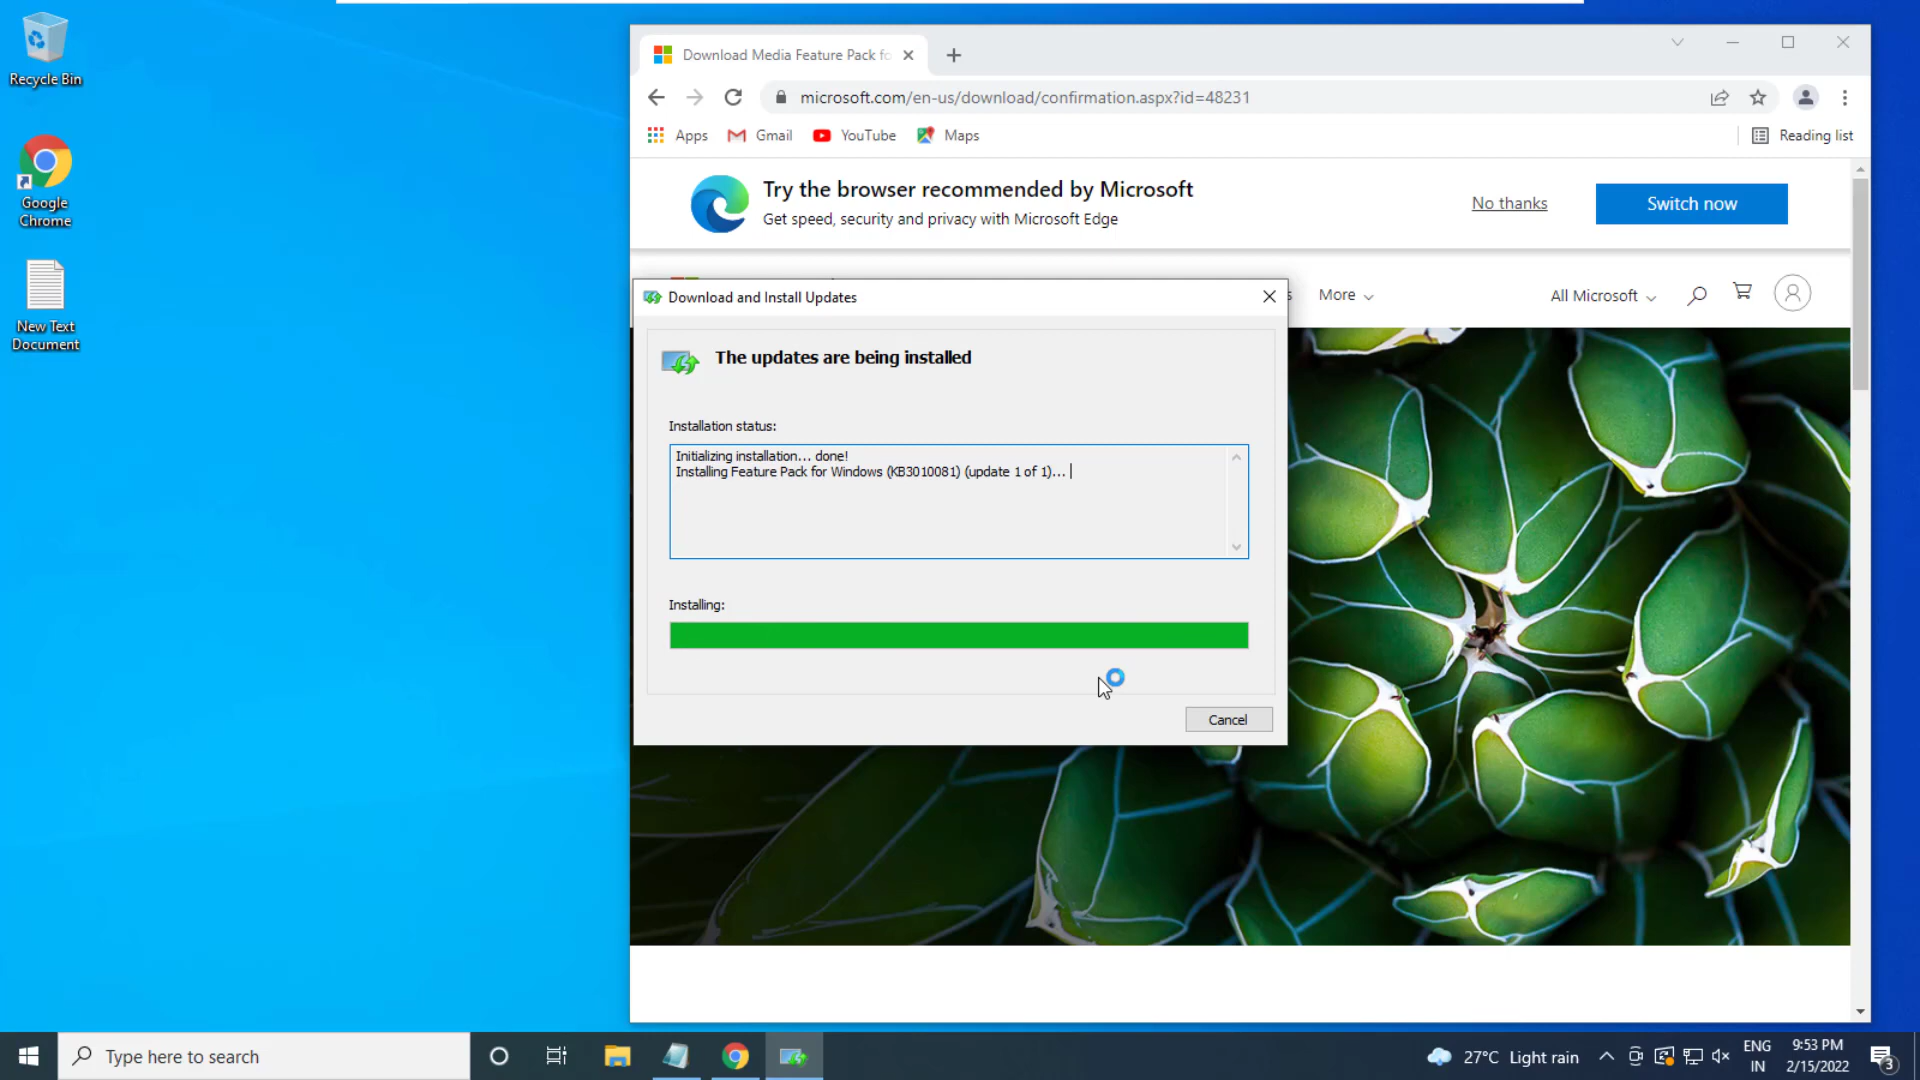 Recycle Bin
Google
Chrome
New Text
Document
Download Media Feature Pack fo
microsoft.com/en-us/download/confirmation.aspx?id=48231
Apps
Gmail
YouTube
Maps
Reading list
Try the browser recommended by Microsoft
Get speed, security and privacy with Microsoft Edge
No thanks
Switch now
s
More
All Microsoft
Download and Install Updates
The updates are being installed
Installation status:
Initializing installation... done!
Installing Feature Pack for Windows (KB3010081) (update 1 of 1)...
Installing:
Cancel
Type here to search
27°C Light rain
ENG
IN
9:53 PM
2/15/2022
3